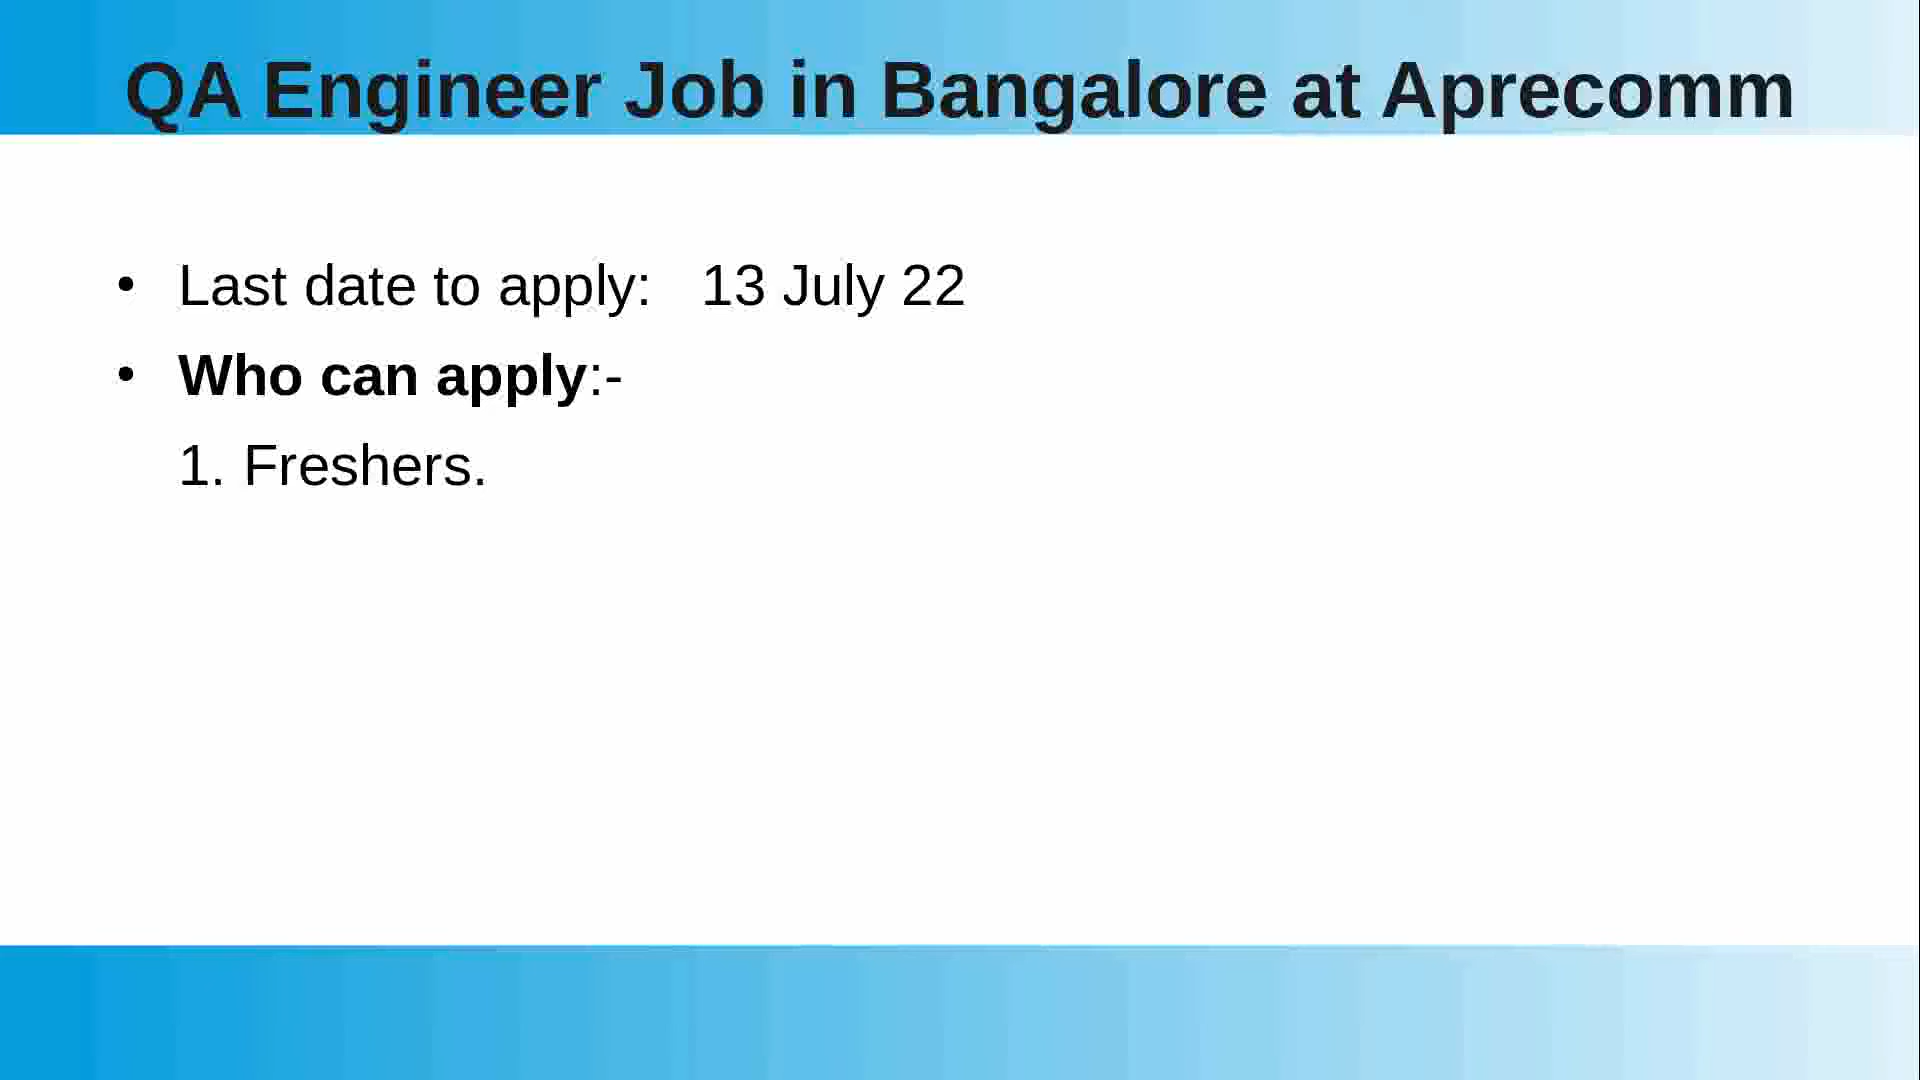 QA Engineer Job in Bangalore at Aprecomm
• Last date to apply: 13 July 22
• Who can apply:-
1. Freshers.